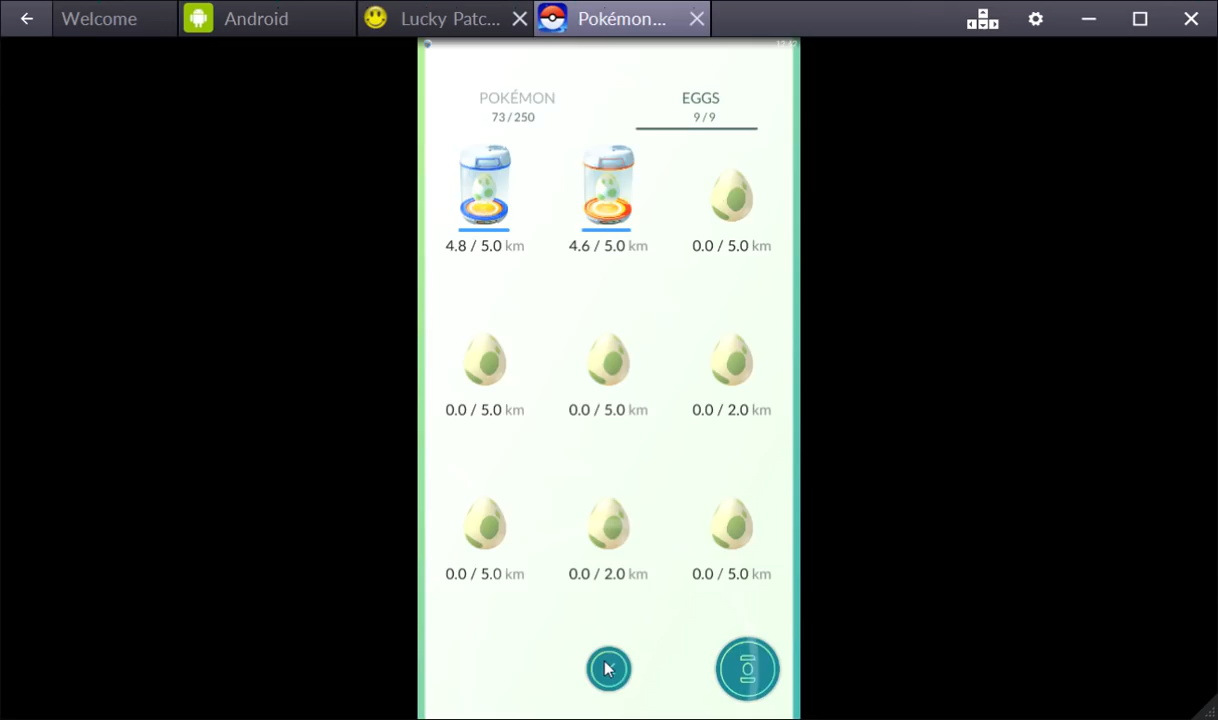 Welcome
Android
Lucky Patc...
Pokémon...
POKÉMON
73 / 250
EGGS
9 / 9
4.8 / 5.0 km
4.6 / 5.0 km
0.0 / 5.0 km
0.0 / 5.0 km
0.0 / 5.0 km
0.0 / 2.0 km
0.0 / 5.0 km
0.0 / 2.0 km
0.0 / 5.0 km